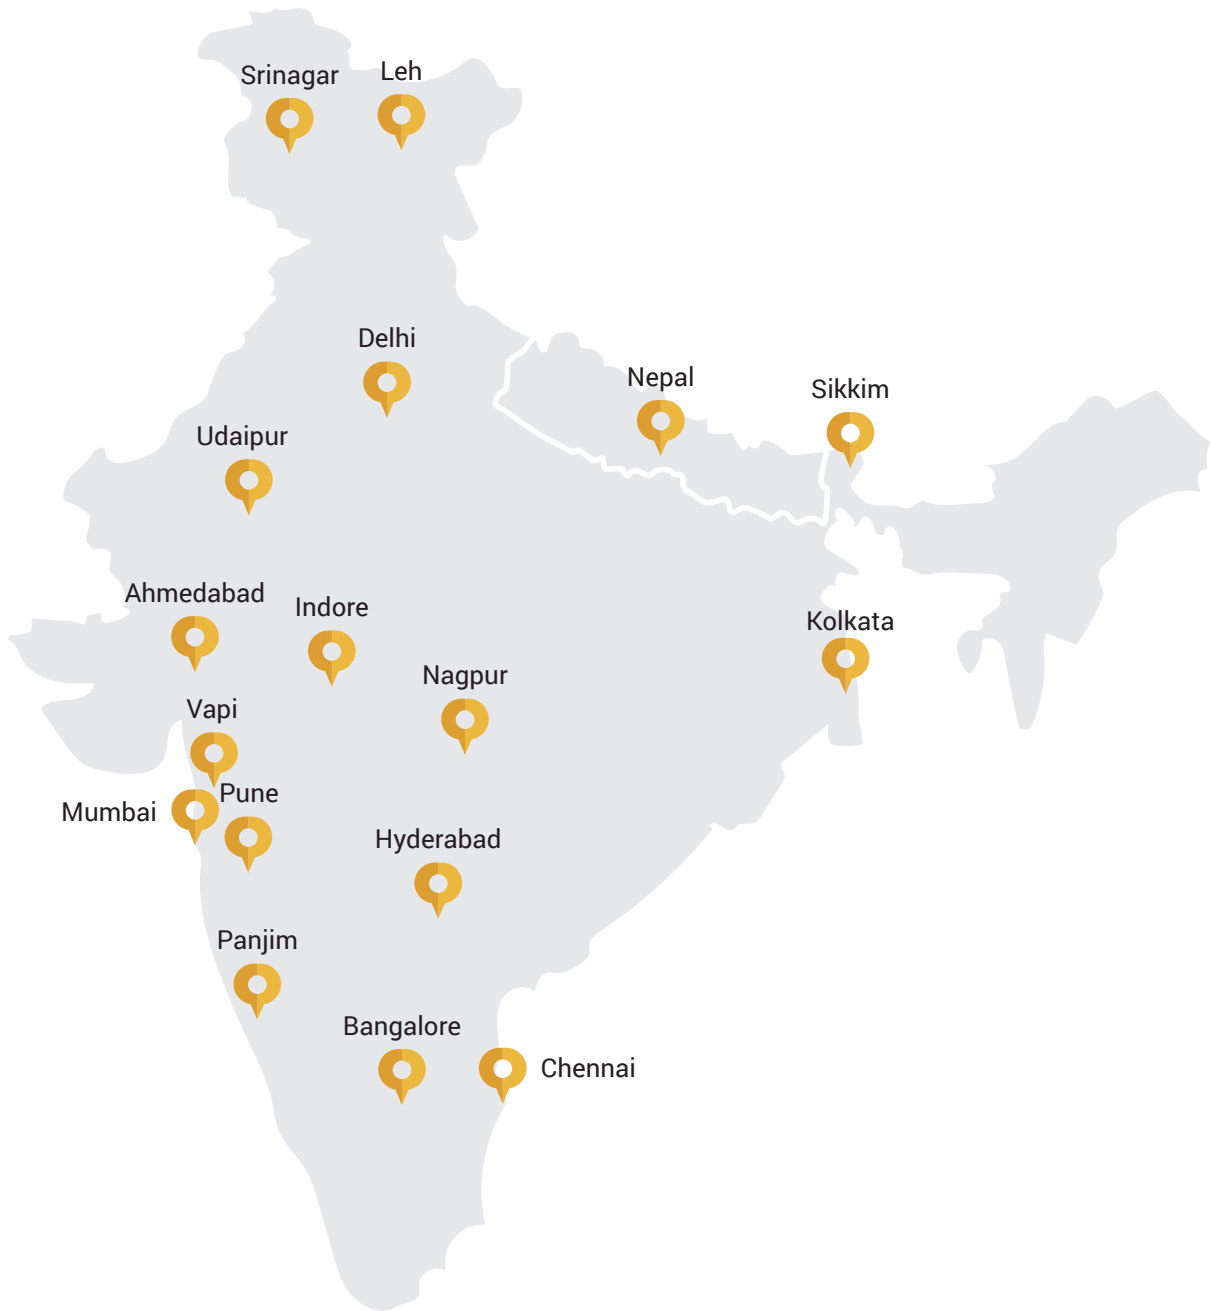 Srinagar
Leh
Delhi
Nepal
Sikkim
Udaipur
Ahmedabad
Indore
Kolkata
Nagpur
Vapi
Pune
Mumbai
Hyderabad
Panjim
Bangalore
Chennai